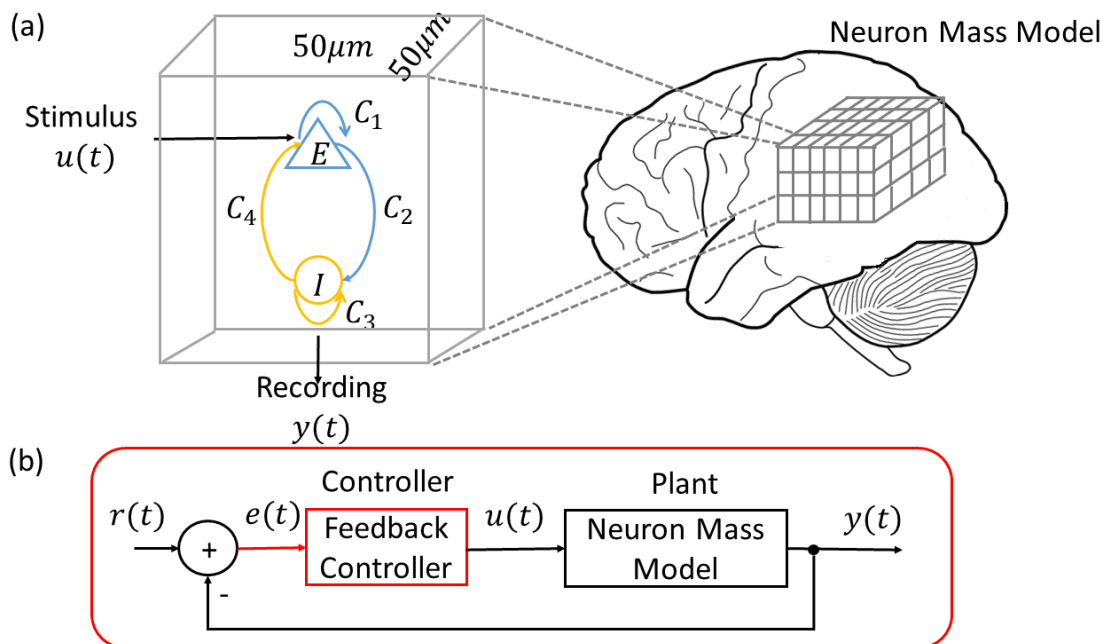 (a)
50μm
50μm
Neuron Mass Model
Stimulus
u(t)
C₁
E
C₄
C₂
I
C₃
Recording
y(t)
(b)
Controller
Plant
r(t)
e(t)
u(t)
y(t)
+
-
Feedback
Controller
Neuron Mass
Model